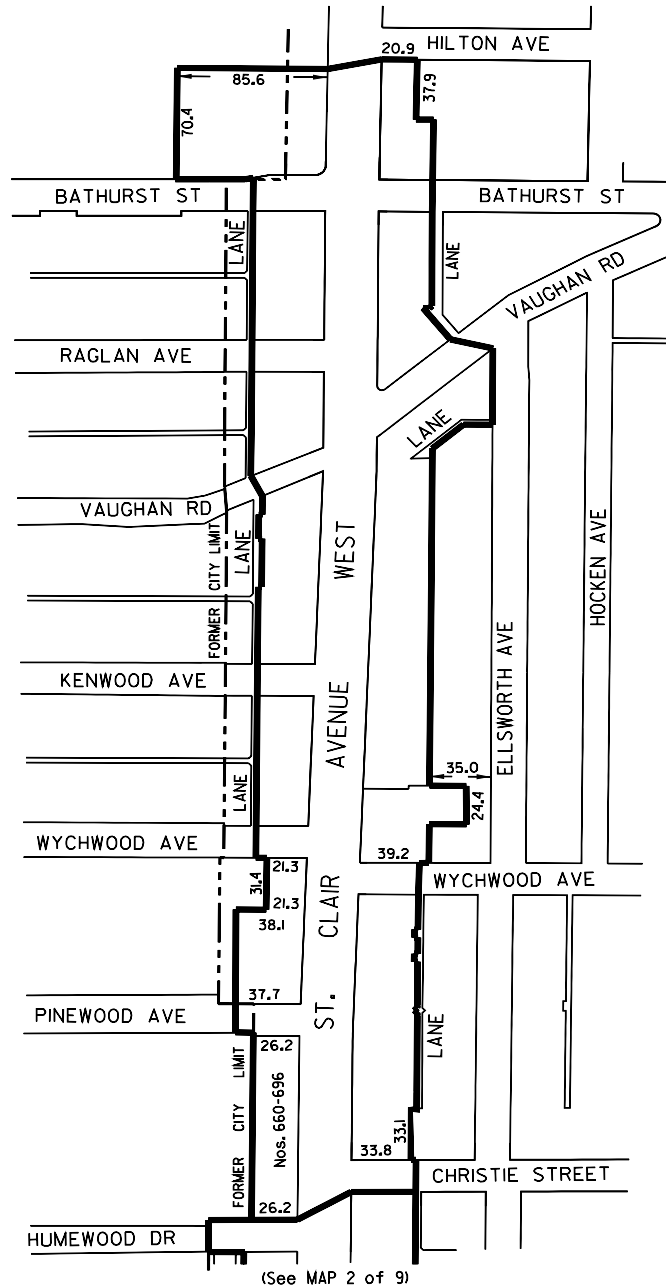 20.9
HILTON AVE
85.6
37.9
70.4
BATHURST ST
BATHURST ST
LANE
LANE
VAUGHAN RD
RAGLAN AVE
LANE
VAUGHAN RD
FORMER CITY LIMIT
LANE
WEST
HOCKEN AVE
KENWOOD AVE
AVENUE
ELLSWORTH AVE
35.0
LANE
24.4
WYCHWOOD AVE
39.2
21.3
31.4
WYCHWOOD AVE
21.3
38.1
CLAIR
37.7
ST.
PINEWOOD AVE
LANE
26.2
FORMER CITY LIMIT
Nos. 660-696
33.1
33.8
CHRISTIE STREET
26.2
HUMEWOOD DR
(See MAP 2 of 9)